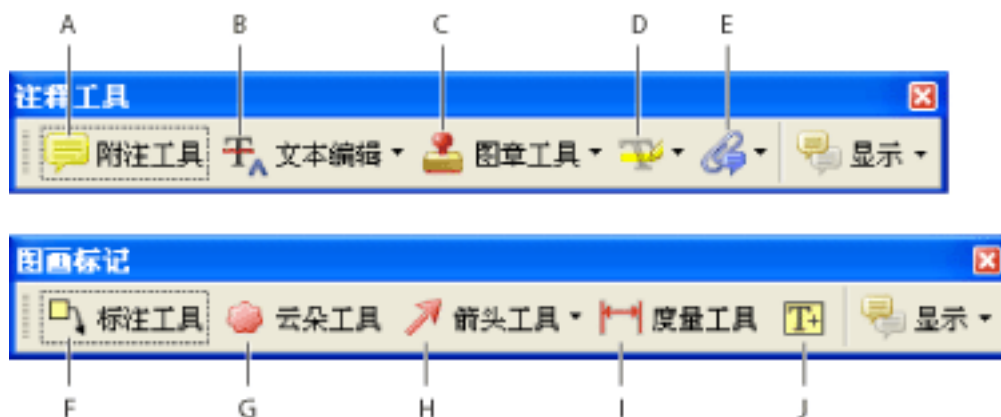 A B C D E
注释工具
附注工具 文本编辑 图章工具 显示
图画标记
标注工具 云朵工具 箭头工具 度量工具 T+ 显示
F G H I J